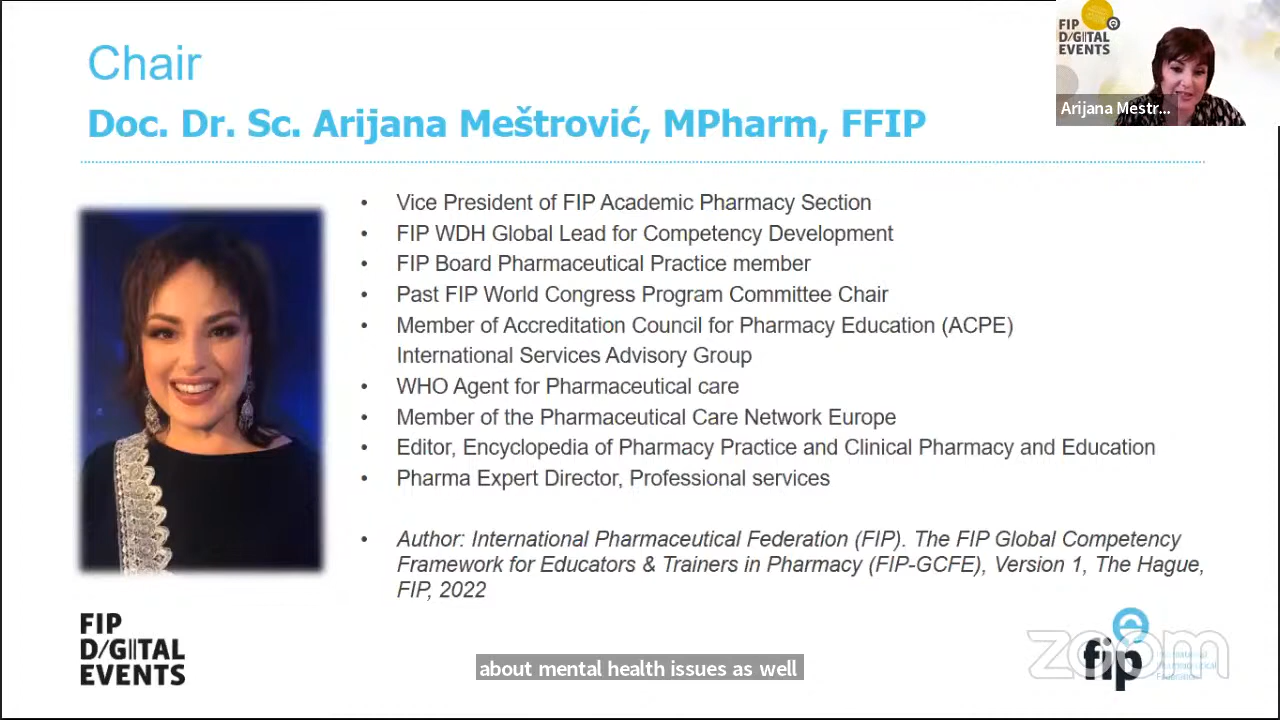 Chair
Doc. Dr. Sc. Arijana Meštrović, MPharm, FFIP
FIP
D/GITAL
EVENTS
Arijana Mestr...
• Vice President of FIP Academic Pharmacy Section
• FIP WDH Global Lead for Competency Development
• FIP Board Pharmaceutical Practice member
• Past FIP World Congress Program Committee Chair
• Member of Accreditation Council for Pharmacy Education (ACPE)
International Services Advisory Group
• WHO Agent for Pharmaceutical care
• Member of the Pharmaceutical Care Network Europe
• Editor, Encyclopedia of Pharmacy Practice and Clinical Pharmacy and Education
• Pharma Expert Director, Professional services
• Author: International Pharmaceutical Federation (FIP). The FIP Global Competency
Framework for Educators & Trainers in Pharmacy (FIP-GCFE), Version 1, The Hague,
FIP, 2022
FIP
D/GITAL
EVENTS
about mental health issues as well
zoom
fip
International
Pharmaceutical
Federation